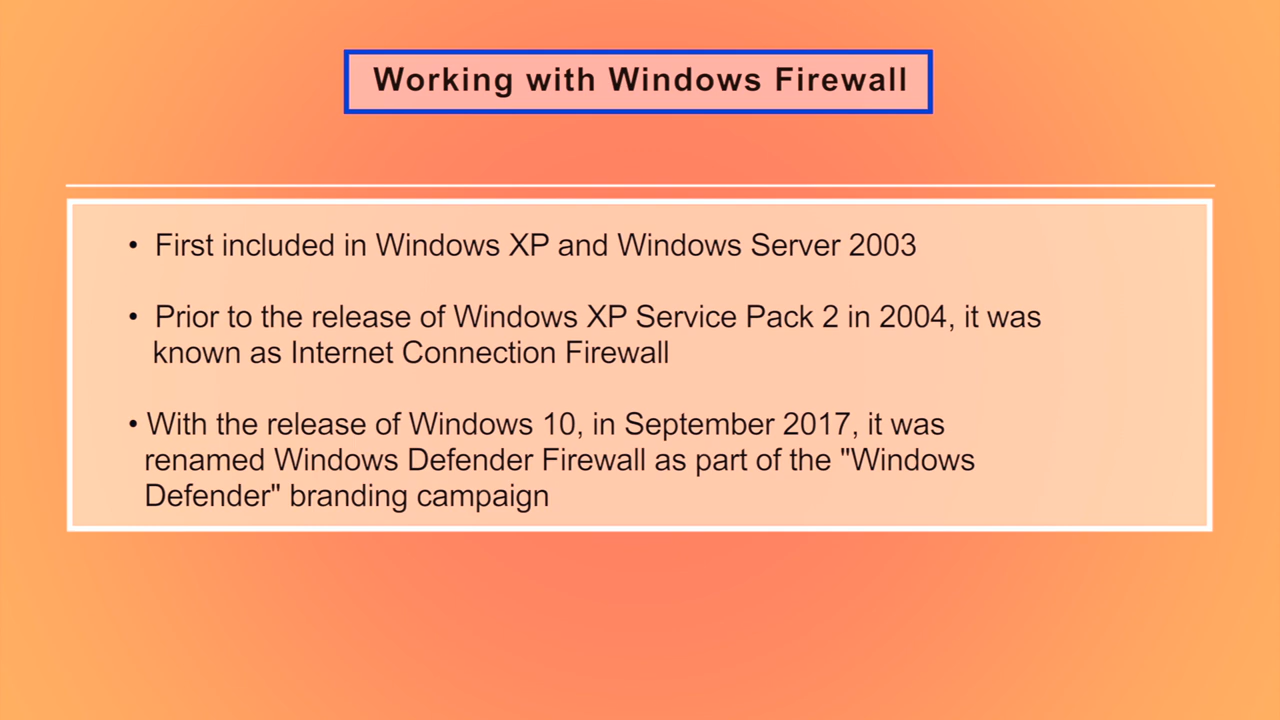 Working with Windows Firewall
• First included in Windows XP and Windows Server 2003
• Prior to the release of Windows XP Service Pack 2 in 2004, it was
known as Internet Connection Firewall
• With the release of Windows 10, in September 2017, it was
renamed Windows Defender Firewall as part of the "Windows
Defender" branding campaign